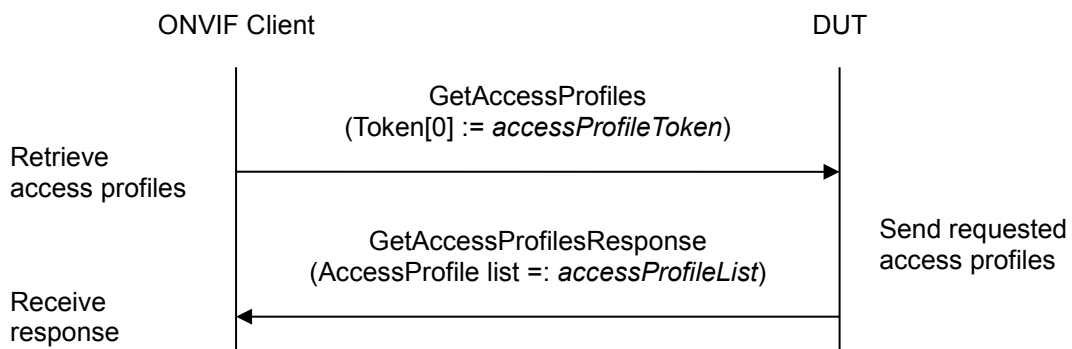 ONVIF Client
DUT
GetAccessProfiles
(Token[0] := accessProfileToken)
Retrieve
access profiles
GetAccessProfilesResponse
(AccessProfile list =: accessProfileList)
Send requested
access profiles
Receive
response